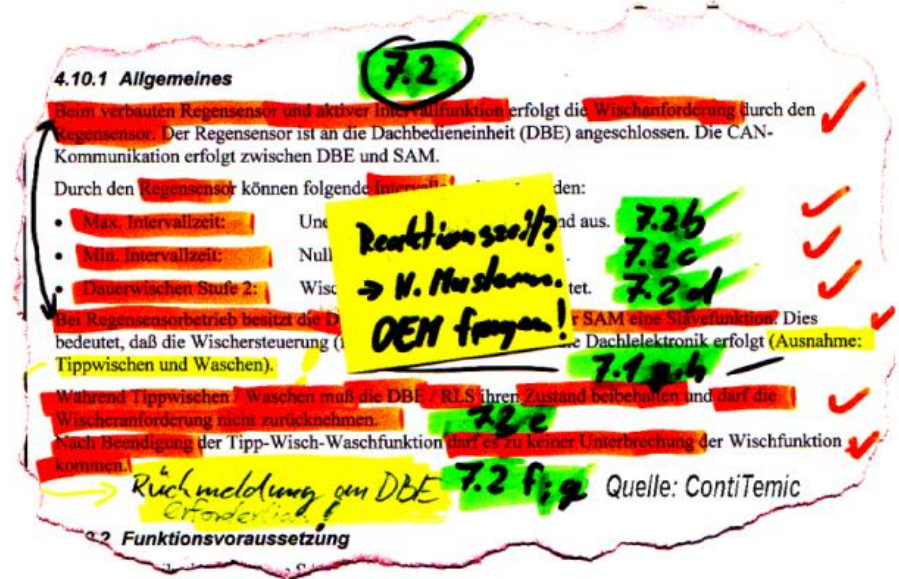 7.2
4.10.1 Allgemeines
Beim verbauten Regensensor und aktiver Intervallfunktion erfolgt die Wischanforderung durch den
Regensensor. Der Regensensor ist an die Dachbedieneinheit (DBE) angeschlossen. Die CAN-
Kommunikation erfolgt zwischen DBE und SAM.
Durch den Regensensor können folgende
• Max. Intervallzeit: aus. 7.2b
• Min. Intervallzeit: 7.2c
• Dauerwischen Stufe 2: 7.2d
Reaktionszeit?
→ H. Musterm.
OEM fragen!
Bei Regensensorbetrieb besitzt die SAM eine Slavefunktion. Dies
bedeutet, daß die Wischersteuerung Dachlelektronik erfolgt (Ausnahme:
Tippwischen und Waschen).
7.1
Während Tippwischen / Waschen muß die DBE / RLS ihren Zustand beibehalten und darf die
Wischeranforderung nicht zurücknehmen. 7.2e
Nach Beendigung der Tipp-Wisch-Waschfunktion darf es zu keiner Unterbrechung der Wischfunktion
kommen.
Rückmeldung an DBE 7.2 f; g Quelle: ContiTemic
erforderlich!
2 Funktionsvoraussetzung